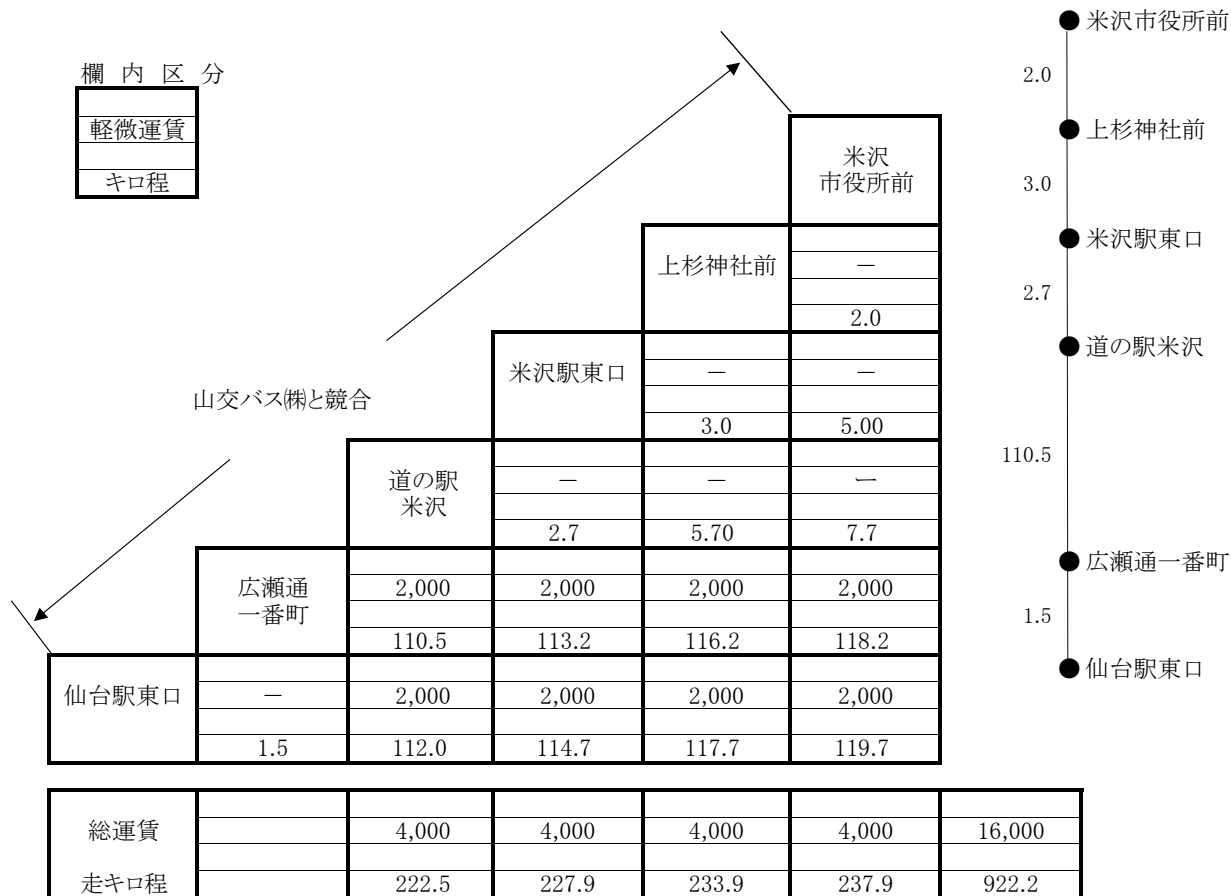 欄内区分
軽微運賃
キロ程
山交バス㈱と競合
米沢
市役所前
上杉神社前
－
2.0
米沢駅東口
－ －
3.0 5.00
道の駅
米沢
－ － －
2.7 5.70 7.7
広瀬通
一番町
2,000 2,000 2,000 2,000
110.5 113.2 116.2 118.2
仙台駅東口
－ 2,000 2,000 2,000 2,000
1.5 112.0 114.7 117.7 119.7
総運賃 4,000 4,000 4,000 4,000 16,000
走キロ程 222.5 227.9 233.9 237.9 922.2
米沢市役所前
2.0
上杉神社前
3.0
米沢駅東口
2.7
道の駅米沢
110.5
広瀬通一番町
1.5
仙台駅東口